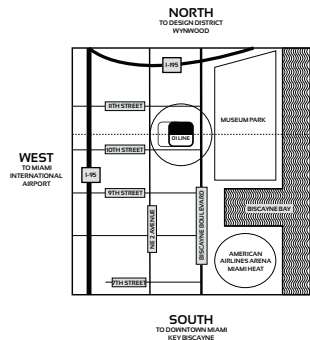 NORTH
TO DESIGN DISTRICT
WYNWOOD
I-195
11TH STREET
MUSEUM PARK
OILINE
10TH STREET
WEST
TO MIAMI
INTERNATIONAL
AIRPORT
I-95
9TH STREET
NE 2 AVENUE
BISCAYNE BOULEVARD
BISCAYNE BAY
AMERICAN
AIRLINES ARENA
MIAMI HEAT
7TH STREET
SOUTH
TO DOWNTOWN MIAMI
KEY BISCAYNE